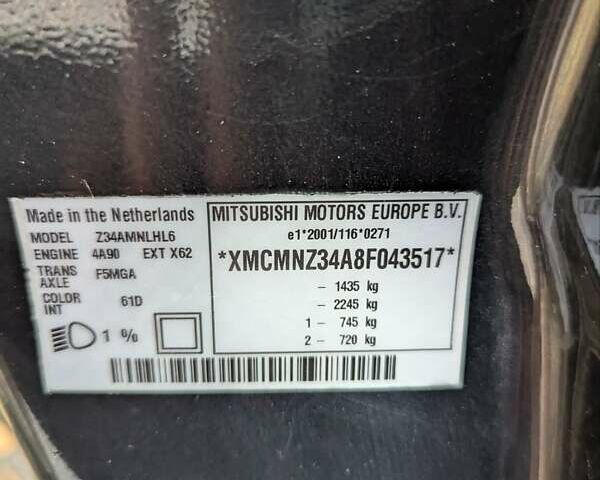 Made in the Netherlands
MODEL Z34AMNLHL6
ENGINE 4A90 EXT X62
TRANS AXLE F5MGA
COLOR INT 61D
1 %
MITSUBISHI MOTORS EUROPE B.V.
e1*2001/116*0271
*XMCMNZ34A8F043517*
- 1435 kg
- 2245 kg
1 - 745 kg
2 - 720 kg